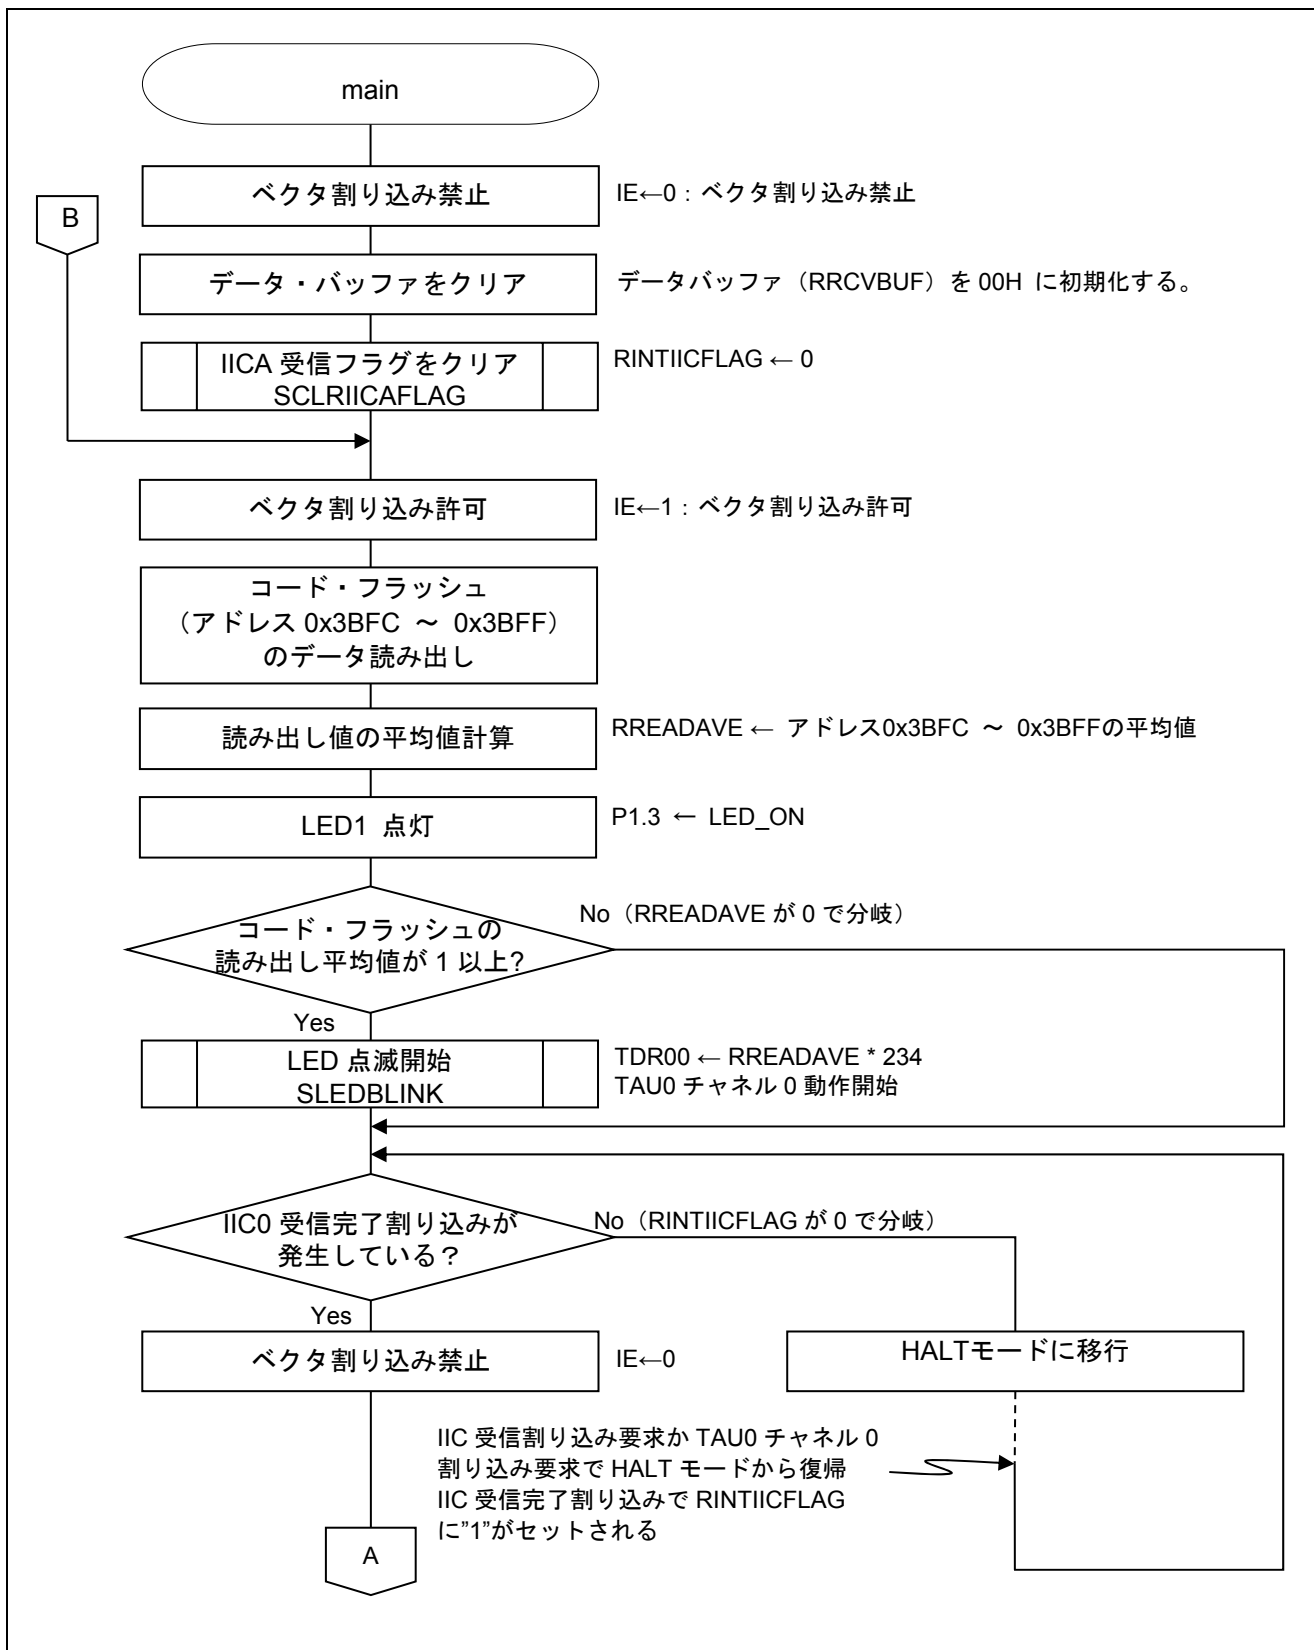 main
ベクタ割り込み禁止
IE←0：ベクタ割り込み禁止
B
データ・バッファをクリア
データバッファ（RRCVBUF）を 00H に初期化する。
IICA 受信フラグをクリア
SCLRIICAFLAG
RINTIICFLAG ← 0
ベクタ割り込み許可
IE←1：ベクタ割り込み許可
コード・フラッシュ
（アドレス 0x3BFC ～ 0x3BFF）
のデータ読み出し
読み出し値の平均値計算
RREADAVE ← アドレス0x3BFC ～ 0x3BFFの平均値
LED1 点灯
P1.3 ← LED_ON
コード・フラッシュの
読み出し平均値が 1 以上?
No（RREADAVE が 0 で分岐）
Yes
LED 点滅開始
SLEDBLINK
TDR00 ← RREADAVE * 234
TAU0 チャネル 0 動作開始
IIC0 受信完了割り込みが
発生している？
No（RINTIICFLAG が 0 で分岐）
Yes
ベクタ割り込み禁止
IE←0
HALTモードに移行
IIC 受信割り込み要求か TAU0 チャネル 0
割り込み要求で HALT モードから復帰
IIC 受信完了割り込みで RINTIICFLAG
に”1”がセットされる
A